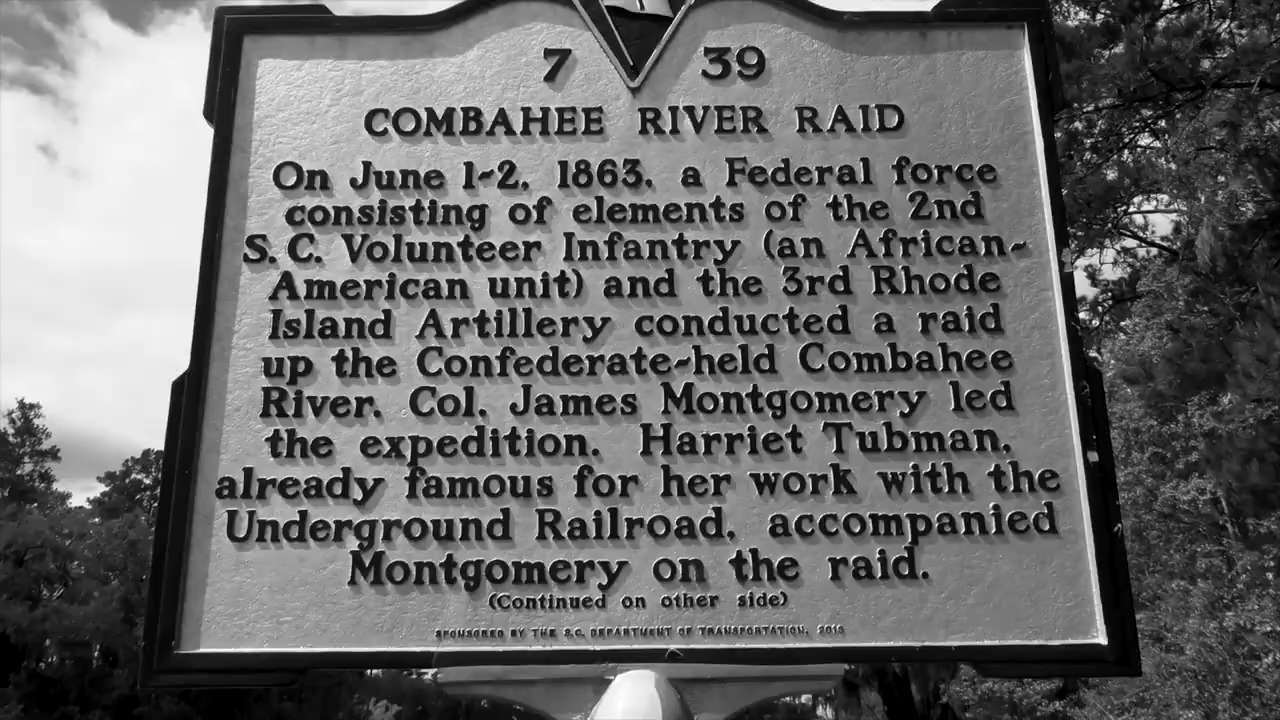 7 39
COMBAHEE RIVER RAID
On June 1-2, 1863, a Federal force
consisting of elements of the 2nd
S.C. Volunteer Infantry (an African-
American unit) and the 3rd Rhode
Island Artillery conducted a raid
up the Confederate-held Combahee
River. Col. James Montgomery led
the expedition. Harriet Tubman,
already famous for her work with the
Underground Railroad, accompanied
Montgomery on the raid.
(Continued on other side)
SPONSORED BY THE S.C. DEPARTMENT OF TRANSPORTATION,